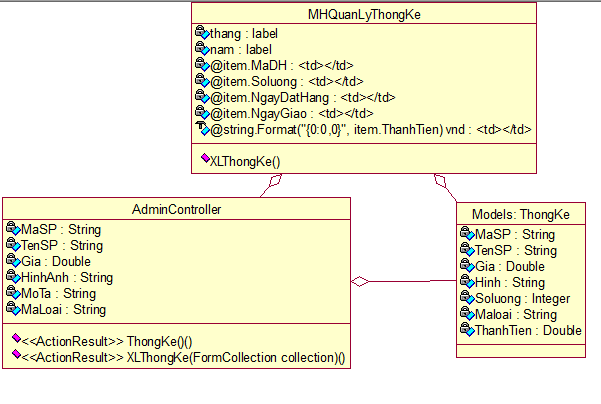 MHQuanLyThongKe
thang : label
nam : label
@item.MaDH : <td></td>
@item.Soluong : <td></td>
@item.NgayDatHang : <td></td>
@item.NgayGiao : <td></td>
@string.Format("{0:0,0}", item.ThanhTien) vnd : <td></td>
XLThongKe()
AdminController
MaSP : String
TenSP : String
Gia : Double
HinhAnh : String
MoTa : String
MaLoai : String
<<ActionResult>> ThongKe()()
<<ActionResult>> XLThongKe(FormCollection collection)()
Models: ThongKe
MaSP : String
TenSP : String
Gia : Double
Hinh : String
Soluong : Integer
Maloai : String
ThanhTien : Double